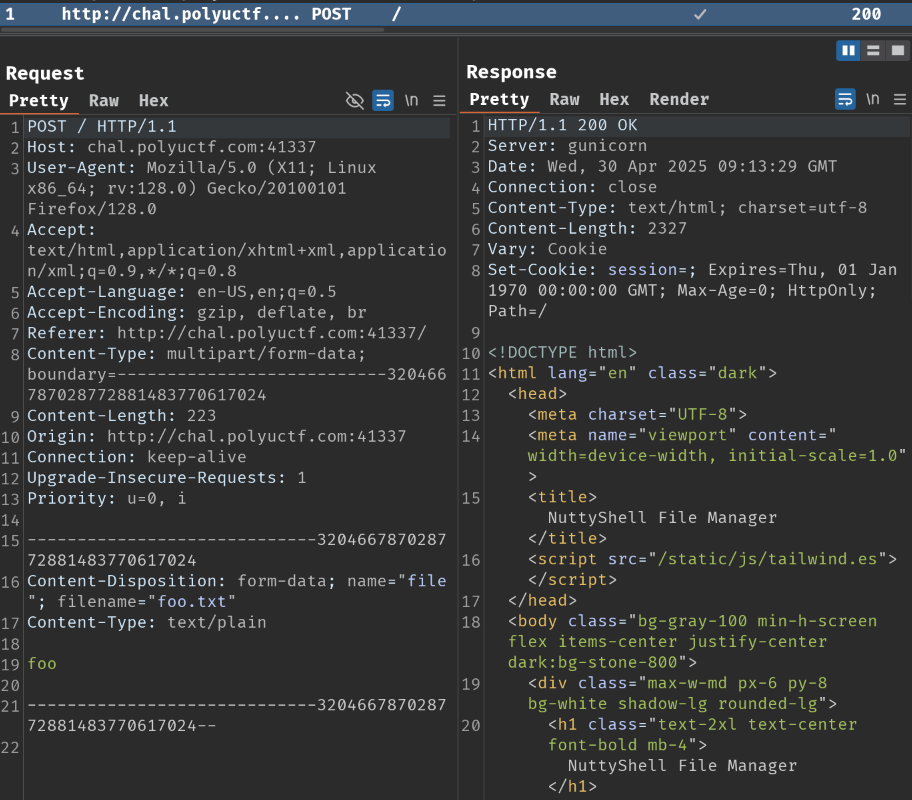 1 http://chal.polyuctf.... POST / 200
Request
Pretty Raw Hex \n
1 POST / HTTP/1.1
2 Host: chal.polyuctf.com:41337
3 User-Agent: Mozilla/5.0 (X11; Linux
x86_64; rv:128.0) Gecko/20100101
Firefox/128.0
4 Accept:
text/html,application/xhtml+xml,applicatio
n/xml;q=0.9,*/*;q=0.8
5 Accept-Language: en-US,en;q=0.5
6 Accept-Encoding: gzip, deflate, br
7 Referer: http://chal.polyuctf.com:41337/
8 Content-Type: multipart/form-data;
boundary=---------------------------320466
787028772881483770617024
9 Content-Length: 223
10 Origin: http://chal.polyuctf.com:41337
11 Connection: keep-alive
12 Upgrade-Insecure-Requests: 1
13 Priority: u=0, i
14
15 -----------------------------3204667870287
72881483770617024
16 Content-Disposition: form-data; name="file
"; filename="foo.txt"
17 Content-Type: text/plain
18
19 foo
20
21 -----------------------------3204667870287
72881483770617024--
22
Response
Pretty Raw Hex Render \n
1 HTTP/1.1 200 OK
2 Server: gunicorn
3 Date: Wed, 30 Apr 2025 09:13:29 GMT
4 Connection: close
5 Content-Type: text/html; charset=utf-8
6 Content-Length: 2327
7 Vary: Cookie
8 Set-Cookie: session=; Expires=Thu, 01 Jan
1970 00:00:00 GMT; Max-Age=0; HttpOnly;
Path=/
9
10 <!DOCTYPE html>
11 <html lang="en" class="dark">
12 <head>
13 <meta charset="UTF-8">
14 <meta name="viewport" content="
width=device-width, initial-scale=1.0"
>
15 <title>
NuttyShell File Manager
</title>
16 <script src="/static/js/tailwind.es">
</script>
17 </head>
18 <body class="bg-gray-100 min-h-screen
flex items-center justify-center
dark:bg-stone-800">
19 <div class="max-w-md px-6 py-8
bg-white shadow-lg rounded-lg">
20 <h1 class="text-2xl text-center
font-bold mb-4">
NuttyShell File Manager
</h1>